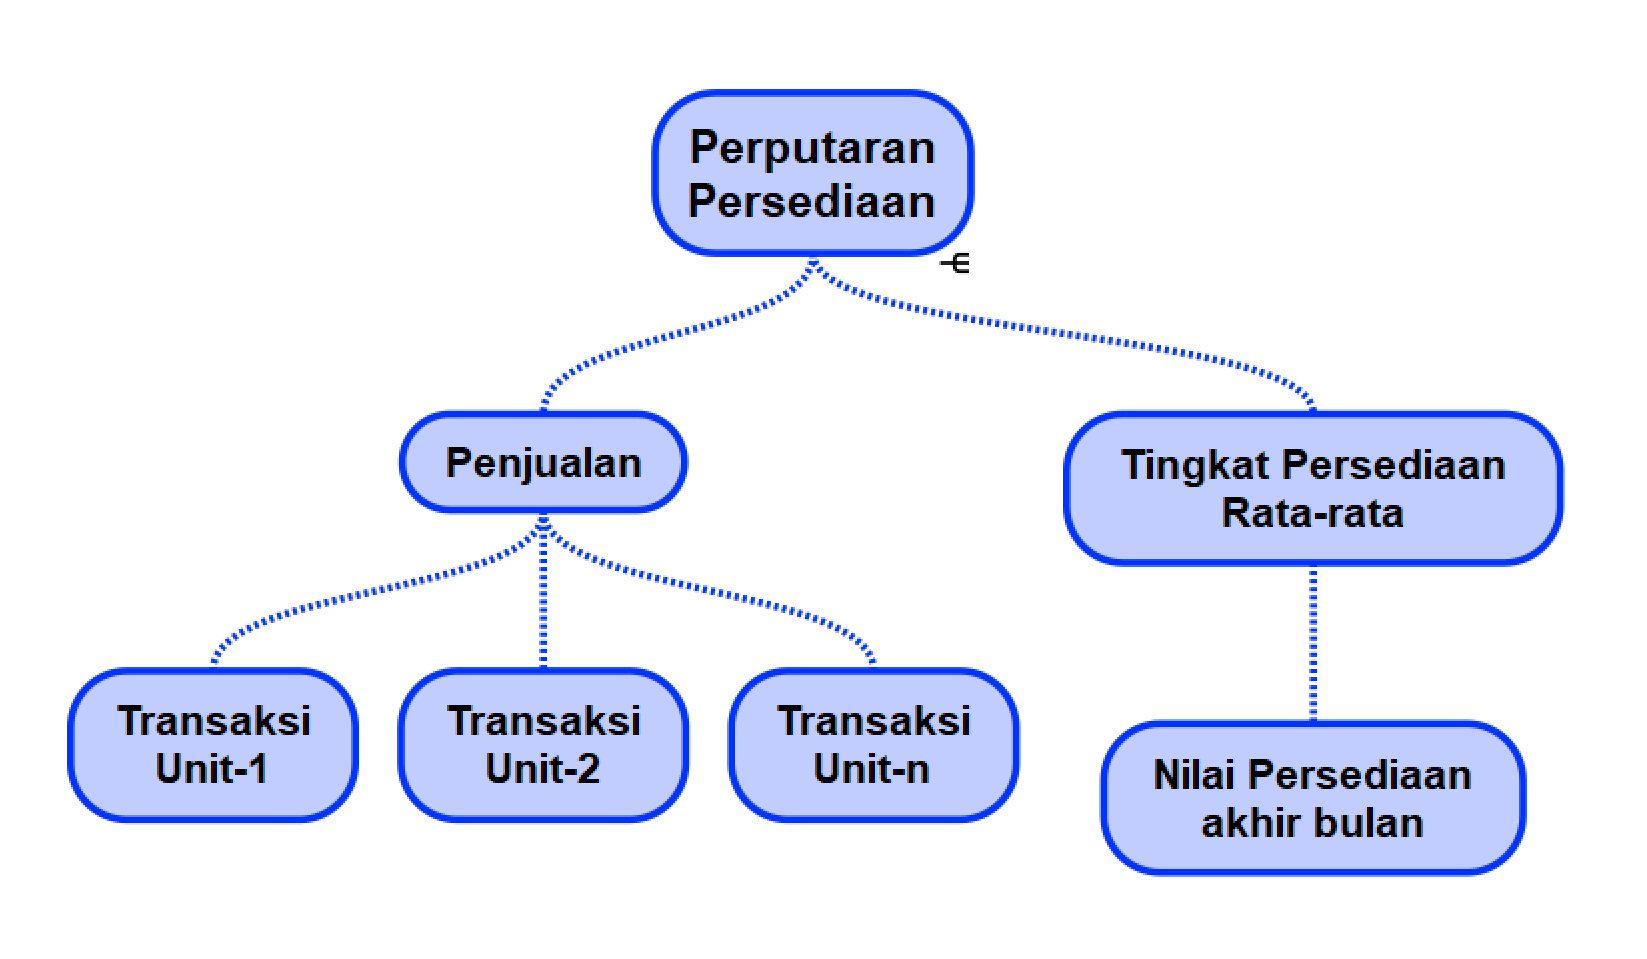 Perputaran
Persediaan
Penjualan
Tingkat Persediaan
Rata-rata
Transaksi
Unit-1
Transaksi
Unit-2
Transaksi
Unit-n
Nilai Persediaan
akhir bulan